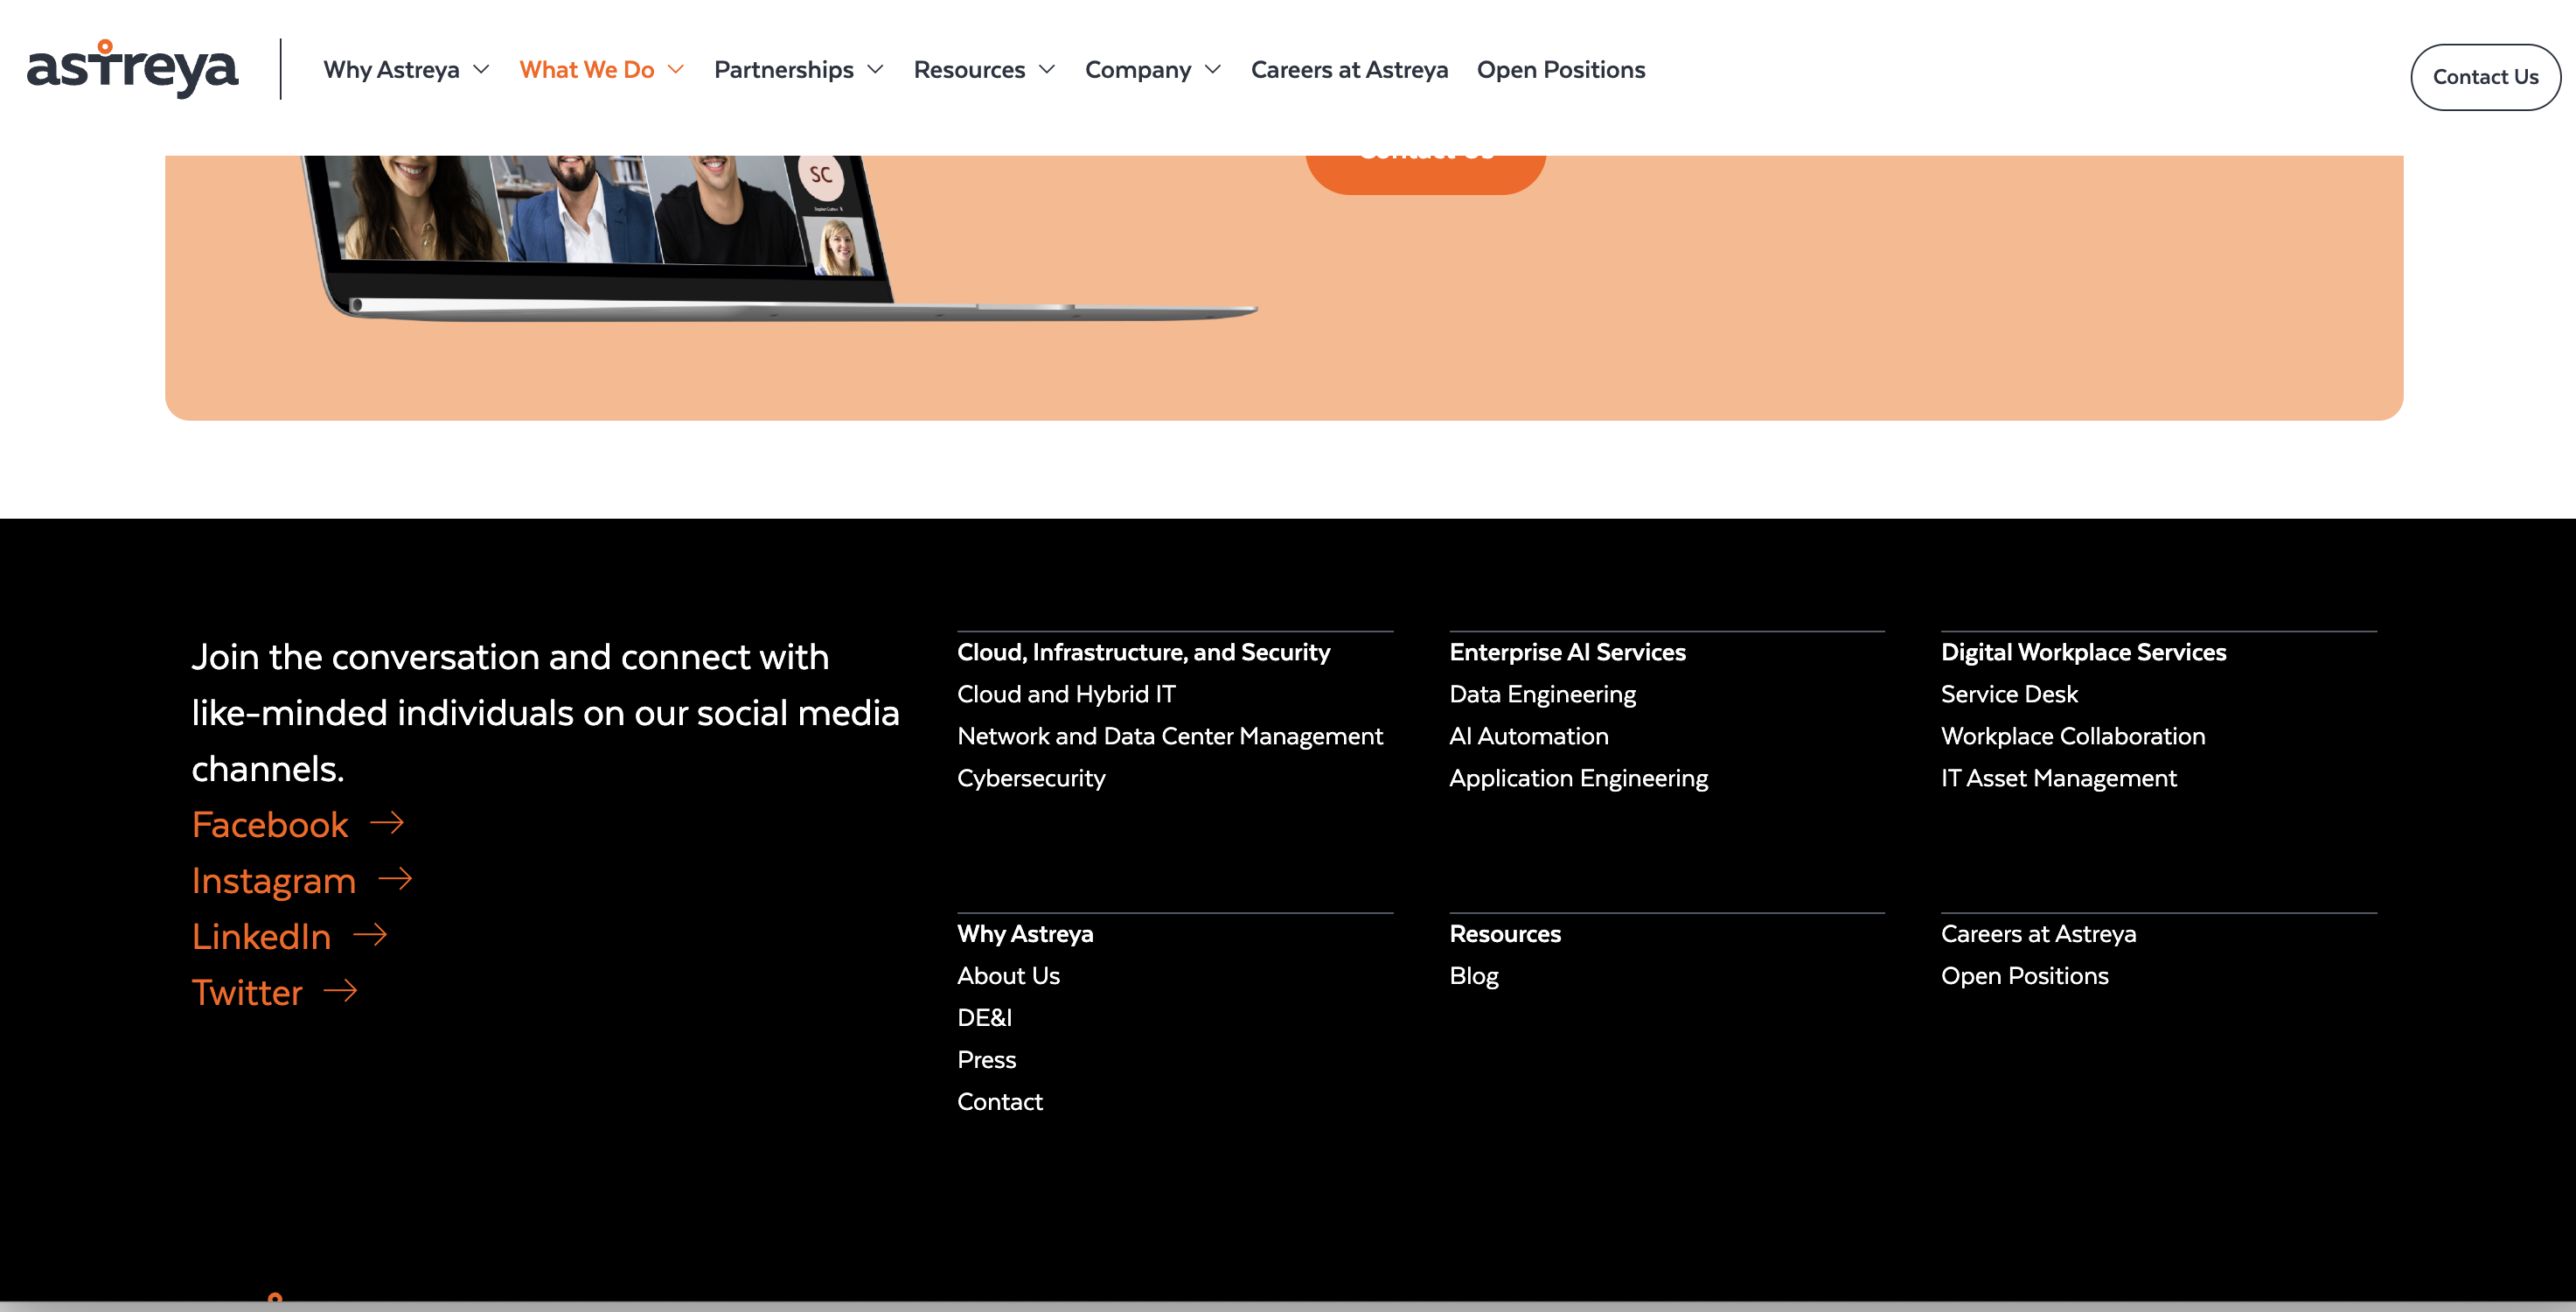 astreya
Why Astreya
What We Do
Partnerships
Resources
Company
Careers at Astreya
Open Positions
Contact Us
SC
Join the conversation and connect with
like-minded individuals on our social media
channels.
Facebook
Instagram
LinkedIn
Twitter
Cloud, Infrastructure, and Security
Cloud and Hybrid IT
Network and Data Center Management
Cybersecurity
Enterprise AI Services
Data Engineering
AI Automation
Application Engineering
Digital Workplace Services
Service Desk
Workplace Collaboration
IT Asset Management
Why Astreya
About Us
DE&I
Press
Contact
Resources
Blog
Careers at Astreya
Open Positions